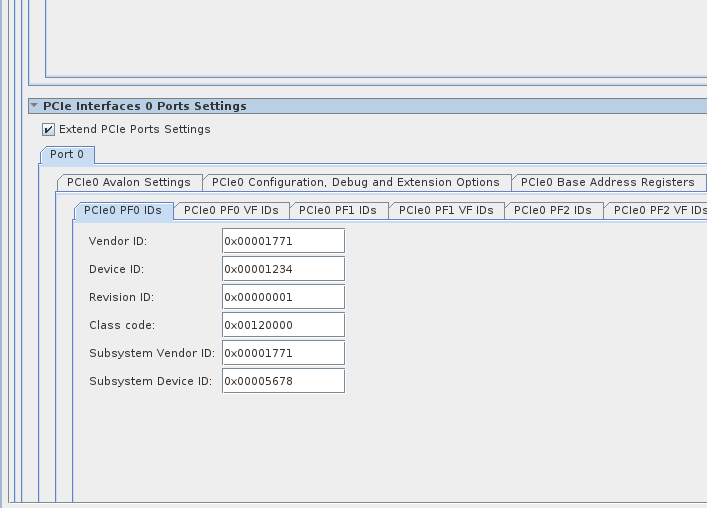 PCIe Interfaces 0 Ports Settings
Extend PCIe Ports Settings
Port 0
PCIe0 Avalon Settings PCIe0 Configuration, Debug and Extension Options PCIe0 Base Address Registers
PCIe0 PF0 IDs PCIe0 PF0 VF IDs PCIe0 PF1 IDs PCIe0 PF1 VF IDs PCIe0 PF2 IDs PCIe0 PF2 VF IDs
Vendor ID: 0x00001771
Device ID: 0x00001234
Revision ID: 0x00000001
Class code: 0x00120000
Subsystem Vendor ID: 0x00001771
Subsystem Device ID: 0x00005678